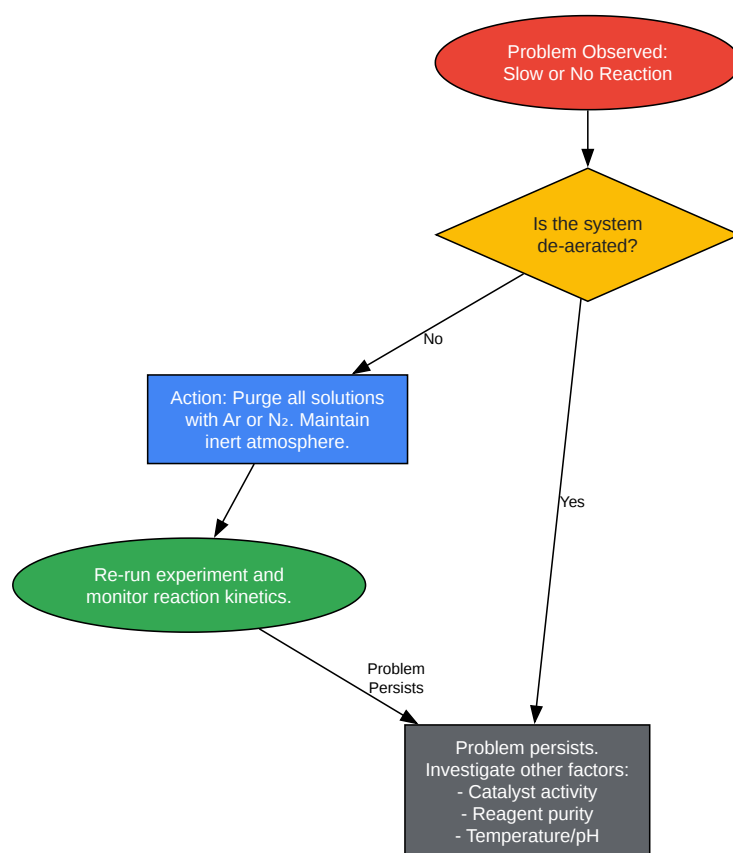 Problem Observed:
Slow or No Reaction
Is the system
de-aerated?
No
Action: Purge all solutions
with Ar or N₂. Maintain
inert atmosphere.
Yes
Re-run experiment and
monitor reaction kinetics.
Problem
Persists
Problem persists.
Investigate other factors:
- Catalyst activity
- Reagent purity
- Temperature/pH